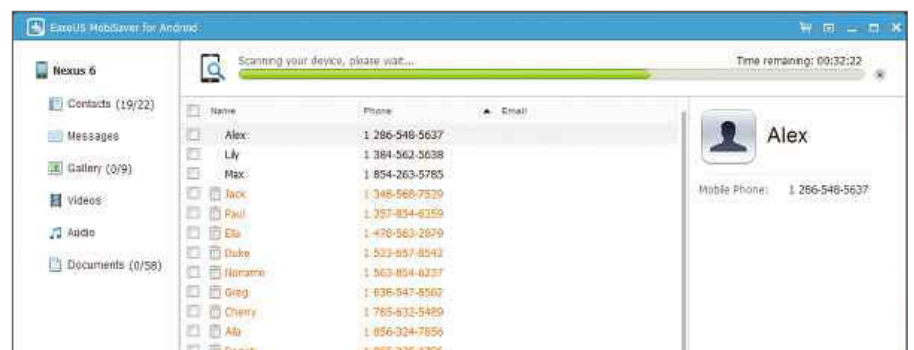 EaseUS MobiSaver for Android
Nexus 6
Contacts (19/22)
Messages
Gallery (0/9)
Videos
Audio
Documents (0/58)
Scanning your device, please wait...
Time remaining: 00:32:22
Name Phone Email
Alex 1 286-548-5637
Lily 1 384-562-5638
Max 1 854-263-5785
Jack 1 348-568-7529
Paul 1 357-854-6359
Ella 1 478-563-2879
Duke 1 523-657-8542
Noname 1 563-854-6237
Greg 1 636-547-5562
Cherry 1 785-632-5489
Alla 1 856-324-7856
Alex
Mobile Phone: 1 286-548-5637